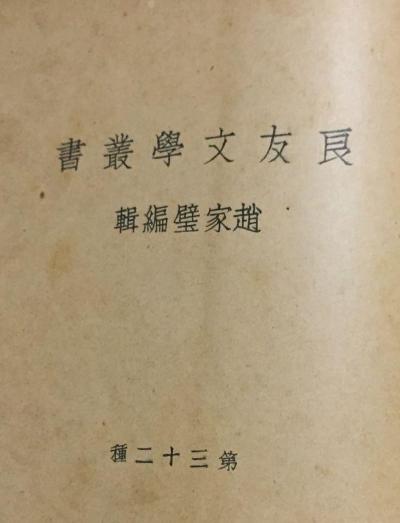 良友文學叢書
趙家璧編輯
第三十二種